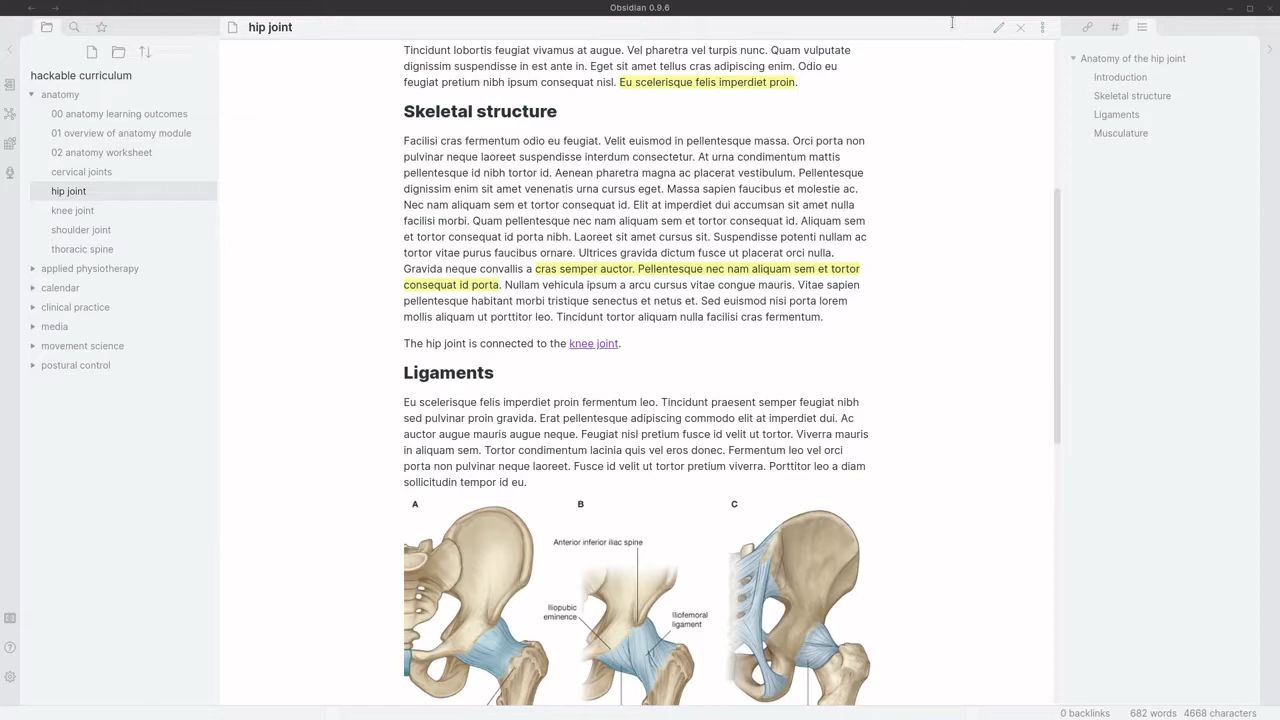 Obsidian 0.9.6
hip joint
hackable curriculum
anatomy
00 anatomy learning outcomes
01 overview of anatomy module
02 anatomy worksheet
cervical joints
hip joint
knee joint
shoulder joint
thoracic spine
applied physiotherapy
calendar
clinical practice
media
movement science
postural control
Tincidunt lobortis feugiat vivamus at augue. Vel pharetra vel turpis nunc. Quam vulputate
dignissim suspendisse in est ante in. Eget sit amet tellus cras adipiscing enim. Odio eu
feugiat pretium nibh ipsum consequat nisl. Eu scelerisque felis imperdiet proin.
Skeletal structure
Facilisi cras fermentum odio eu feugiat. Velit euismod in pellentesque massa. Orci porta non
pulvinar neque laoreet suspendisse interdum consectetur. At urna condimentum mattis
pellentesque id nibh tortor id. Aenean pharetra magna ac placerat vestibulum. Pellentesque
dignissim enim sit amet venenatis urna cursus eget. Massa sapien faucibus et molestie ac.
Nec nam aliquam sem et tortor consequat id. Elit at imperdiet dui accumsan sit amet nulla
facilisi morbi. Quam pellentesque nec nam aliquam sem et tortor consequat id. Aliquam sem
et tortor consequat id porta nibh. Laoreet sit amet cursus sit. Suspendisse potenti nullam ac
tortor vitae purus faucibus ornare. Ultrices gravida dictum fusce ut placerat orci nulla.
Gravida neque convallis a cras semper auctor. Pellentesque nec nam aliquam sem et tortor
consequat id porta. Nullam vehicula ipsum a arcu cursus vitae congue mauris. Vitae sapien
pellentesque habitant morbi tristique senectus et netus et. Sed euismod nisi porta lorem
mollis aliquam ut porttitor leo. Tincidunt tortor aliquam nulla facilisi cras fermentum.
The hip joint is connected to the knee joint.
Ligaments
Eu scelerisque felis imperdiet proin fermentum leo. Tincidunt praesent semper feugiat nibh
sed pulvinar proin gravida. Erat pellentesque adipiscing commodo elit at imperdiet dui. Ac
auctor augue mauris augue neque. Feugiat nisl pretium fusce id velit ut tortor. Viverra mauris
in aliquam sem. Tortor condimentum lacinia quis vel eros donec. Fermentum leo vel orci
porta non pulvinar neque laoreet. Fusce id velit ut tortor pretium viverra. Porttitor leo a diam
sollicitudin tempor id eu.
A
B
C
Anterior inferior iliac spine
Iliopubic
eminence
Iliofemoral
ligament
Anatomy of the hip joint
Introduction
Skeletal structure
Ligaments
Musculature
0 backlinks
682 words
4668 characters